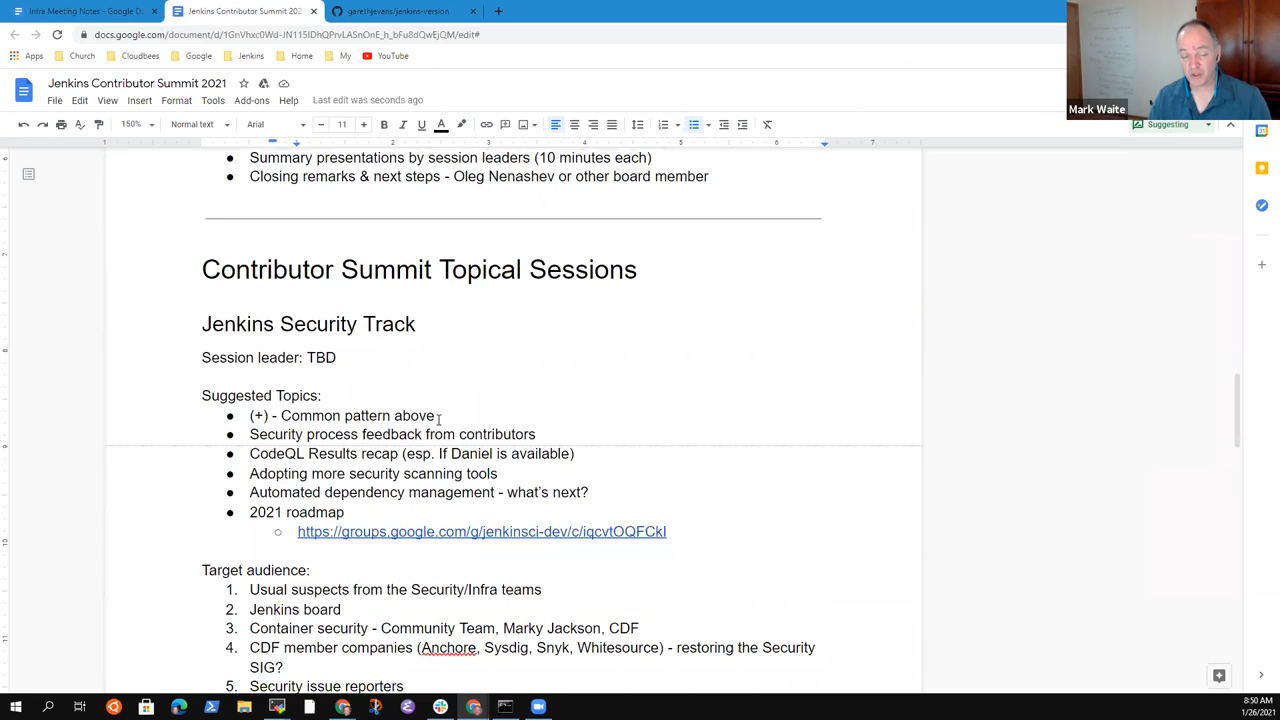 Infra Meeting Notes - Google D
Jenkins Contributor Summit 202
garethjevans/jenkins-version
docs.google.com/document/d/1GnVhxc0Wd-JN115IDhQPrvLASnOnE_h_bFu8dQwEjQM/edit#
Apps Church Cloudbees Google Jenkins Home My YouTube
Jenkins Contributor Summit 2021
File Edit View Insert Format Tools Add-ons Help Last edit was seconds ago
150% Normal text Arial 11 B I U A
Suggesting
Mark Waite
1 1 2 3 4 5 6 7
Summary presentations by session leaders (10 minutes each)
Closing remarks & next steps - Oleg Nenashev or other board member
Contributor Summit Topical Sessions
Jenkins Security Track
Session leader: TBD
Suggested Topics:
● (+) - Common pattern above
● Security process feedback from contributors
● CodeQL Results recap (esp. If Daniel is available)
● Adopting more security scanning tools
● Automated dependency management - what's next?
● 2021 roadmap
○ https://groups.google.com/g/jenkinsci-dev/c/iqcvtOQFCkI
Target audience:
1. Usual suspects from the Security/Infra teams
2. Jenkins board
3. Container security - Community Team, Marky Jackson, CDF
4. CDF member companies (Anchore, Sysdig, Snyk, Whitesource) - restoring the Security
SIG?
5. Security issue reporters
8:50 AM
1/26/2021